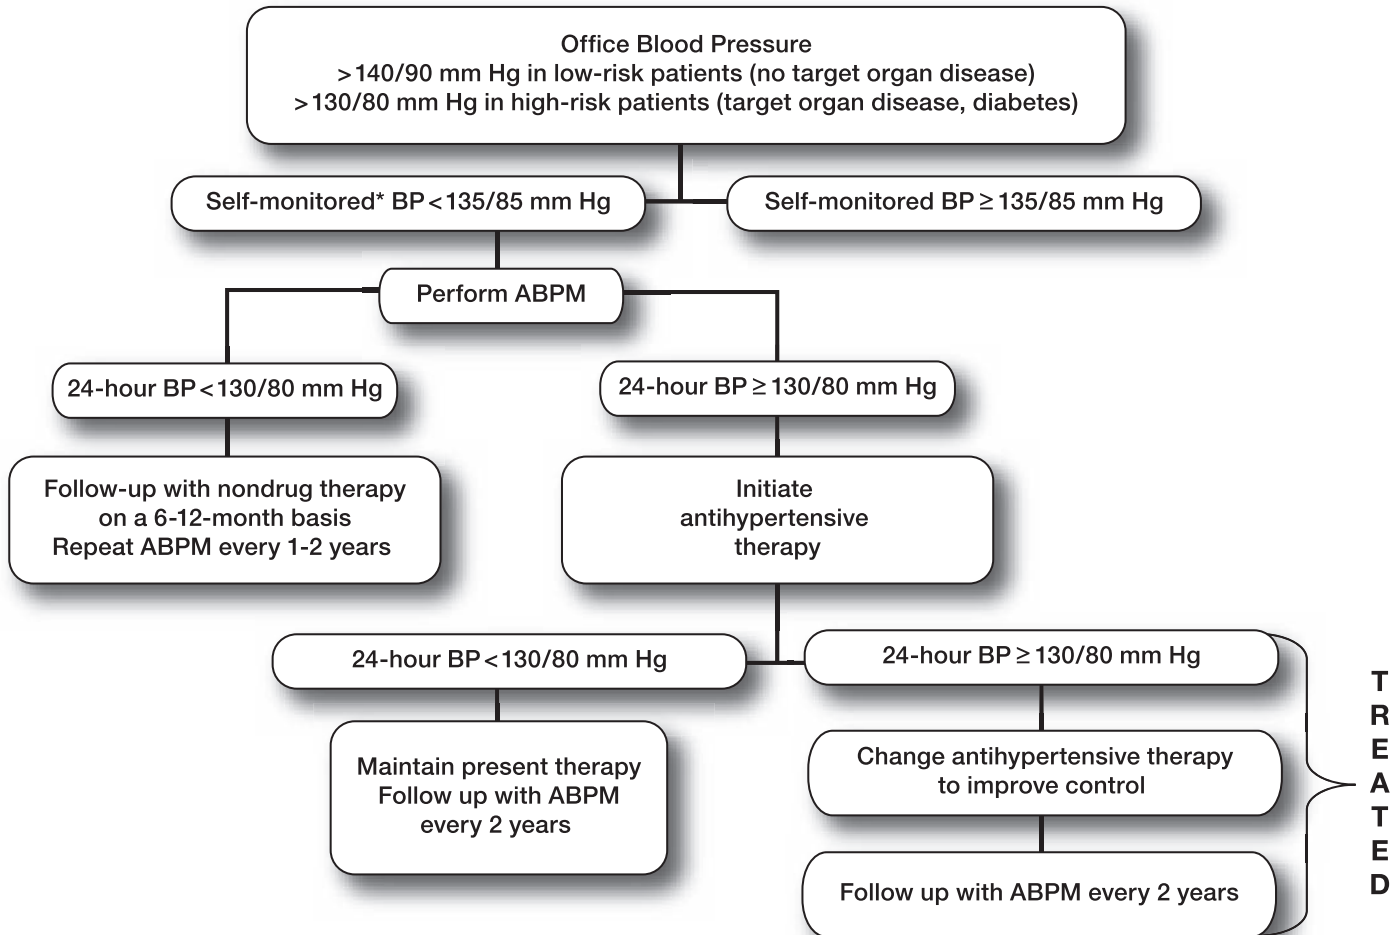 Office Blood Pressure
>140/90 mm Hg in low-risk patients (no target organ disease)
>130/80 mm Hg in high-risk patients (target organ disease, diabetes)
Self-monitored* BP<135/85 mm Hg
Self-monitored BP≥135/85 mm Hg
Perform ABPM
24-hour BP<130/80 mm Hg
24-hour BP≥130/80 mm Hg
Follow-up with nondrug therapy
on a 6-12-month basis
Repeat ABPM every 1-2 years
Initiate
antihypertensive
therapy
24-hour BP<130/80 mm Hg
24-hour BP≥130/80 mm Hg
Maintain present therapy
Follow up with ABPM
every 2 years
Change antihypertensive therapy
to improve control
Follow up with ABPM every 2 years
TREATED